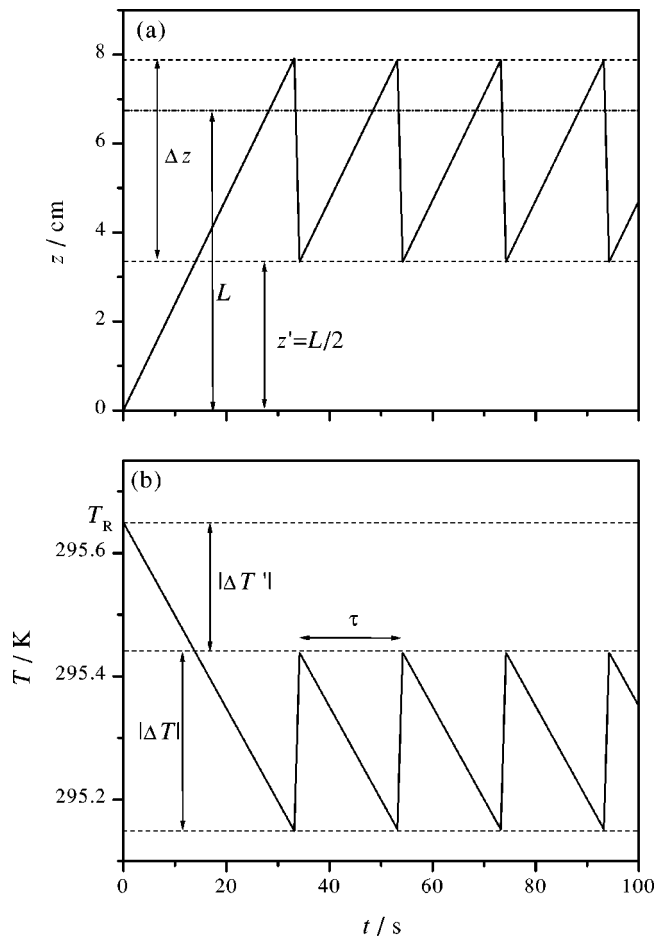 (a)
8
6
4
2
0
z / cm
Δz
L
z'=L/2
(b)
T_R
295.6
295.4
295.2
T / K
|ΔT '|
τ
|ΔT|
0 20 40 60 80 100
t / s